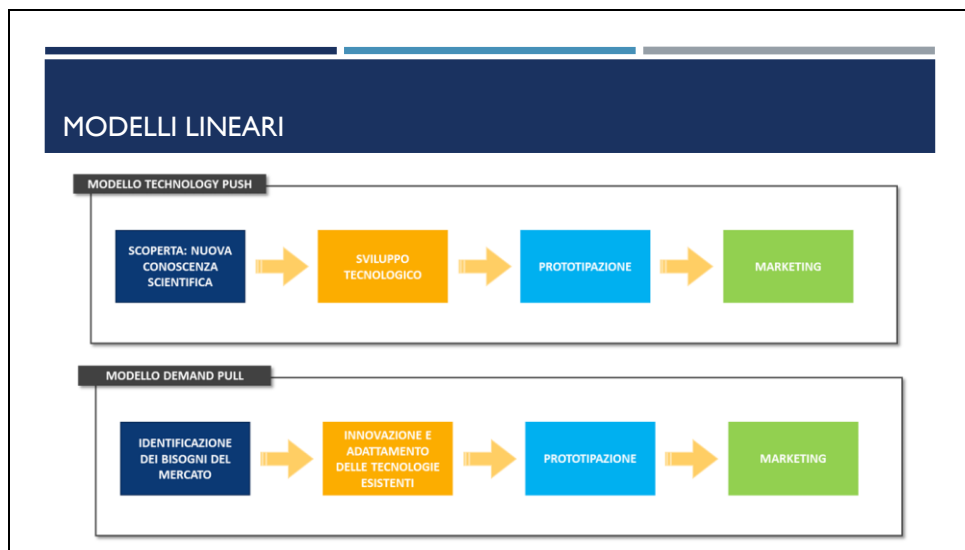 MODELLI LINEARI
MODELLO TECHNOLOGY PUSH
SCOPERTA: NUOVA
CONOSCENZA
SCIENTIFICA
SVILUPPO
TECNOLOGICO
PROTOTIPAZIONE
MARKETING
MODELLO DEMAND PULL
IDENTIFICAZIONE
DEI BISOGNI DEL
MERCATO
INNOVAZIONE E
ADATTAMENTO
DELLE TECNOLOGIE
ESISTENTI
PROTOTIPAZIONE
MARKETING